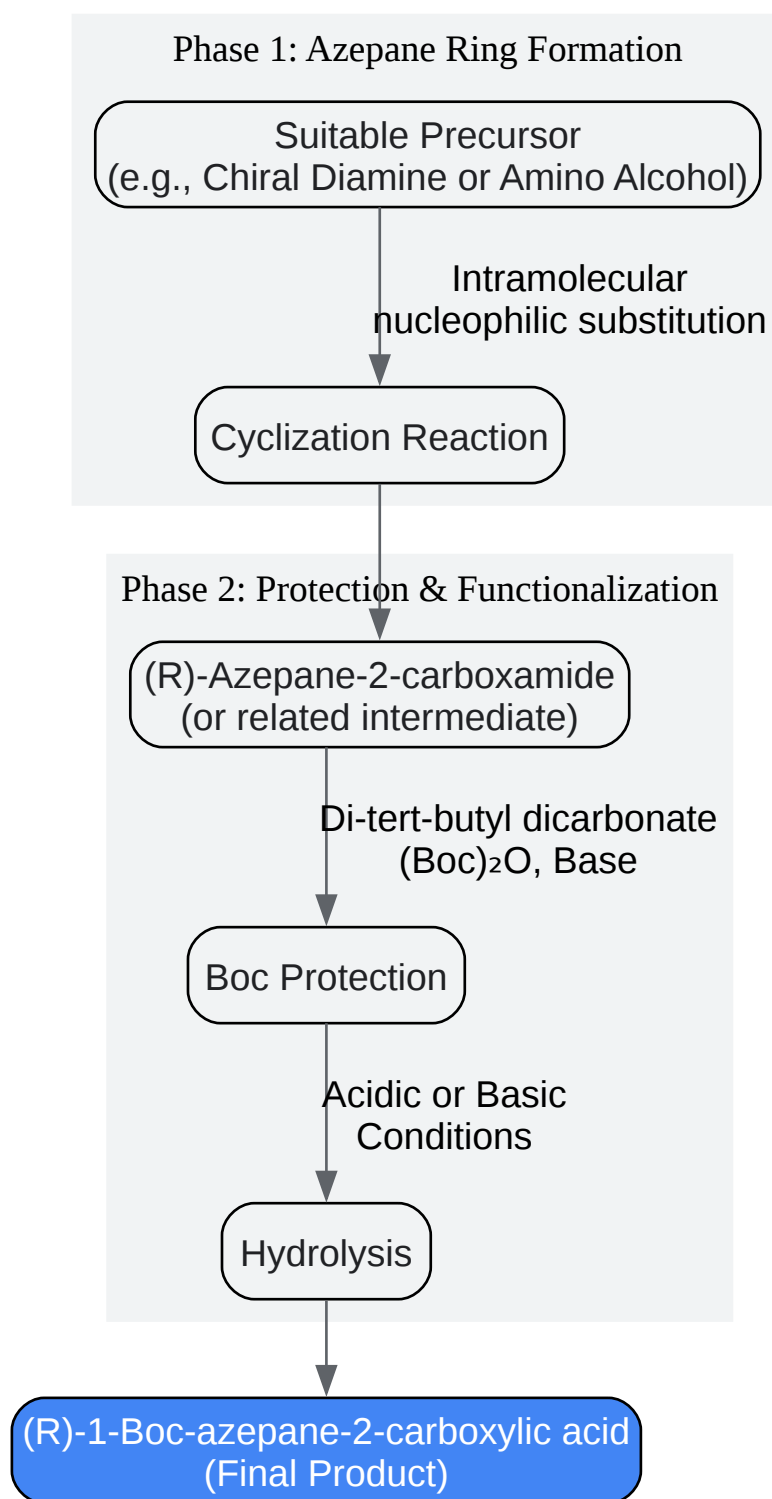 Phase 1: Azepane Ring Formation
Suitable Precursor
(e.g., Chiral Diamine or Amino Alcohol)
Intramolecular
nucleophilic substitution
Cyclization Reaction
Phase 2: Protection & Functionalization
(R)-Azepane-2-carboxamide
(or related intermediate)
Di-tert-butyl dicarbonate
(Boc)₂O, Base
Boc Protection
Acidic or Basic
Conditions
Hydrolysis
(R)-1-Boc-azepane-2-carboxylic acid
(Final Product)